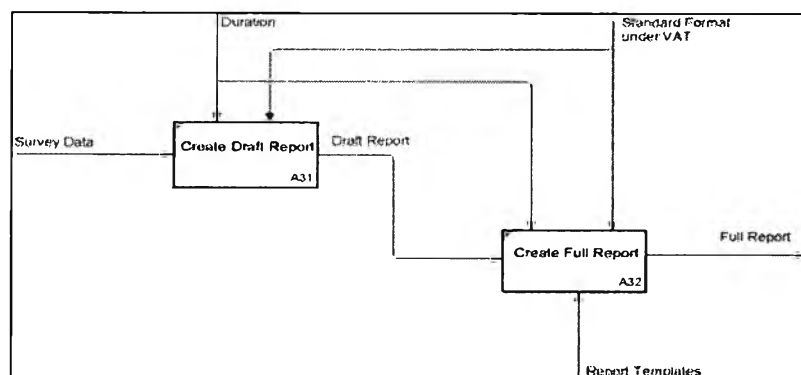 Duration
Standard Format
under VAT
Survey Data
Create Draft Report
A31
Draft Report
Create Full Report
A32
Full Report
Report Templates